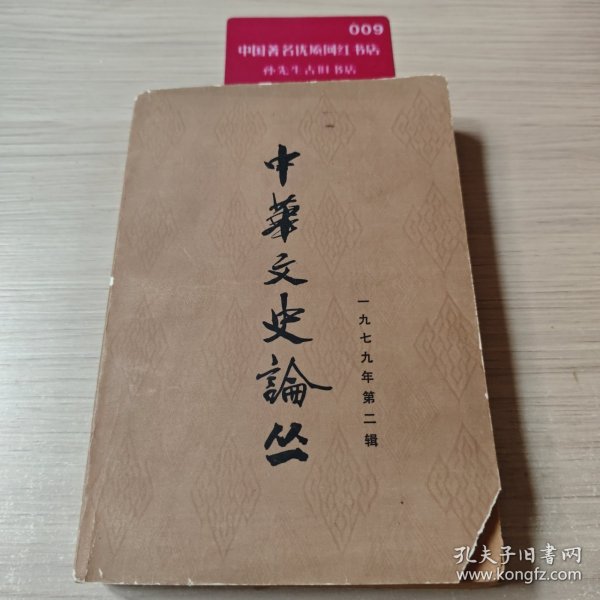 009
中国著名优质网红书店
孙先生古旧书店
中華文史論丛
一九七九年第二辑
孔夫子旧書网
www.kongfz.com